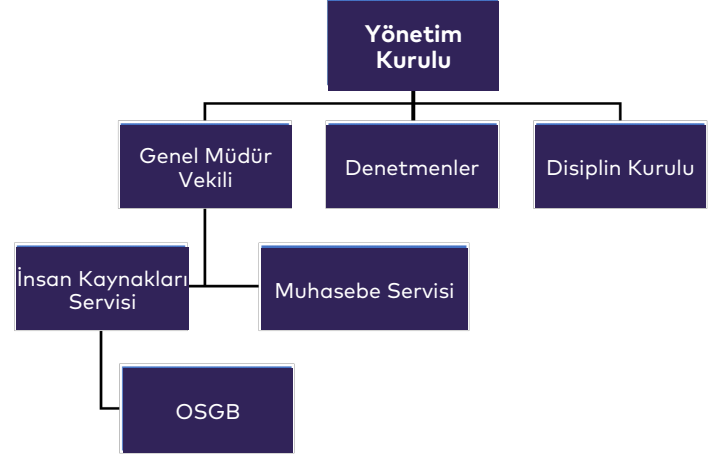 Yönetim
Kurulu
Genel Müdür
Vekili
Denetmenler
Disiplin Kurulu
İnsan Kaynakları
Servisi
Muhasebe Servisi
OSGB